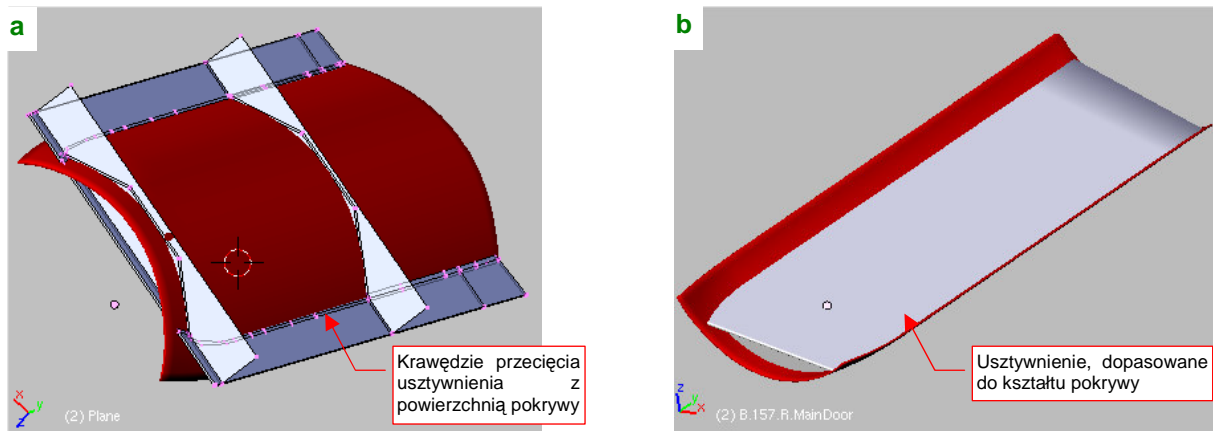 a
Krawędzie przecięcia
usztywnienia z
powierzchnią pokrywy
x
y
z
(2) Plane
b
Usztywnienie, dopasowane
do kształtu pokrywy
z
y
x
(2) B.157.R.MainDoor